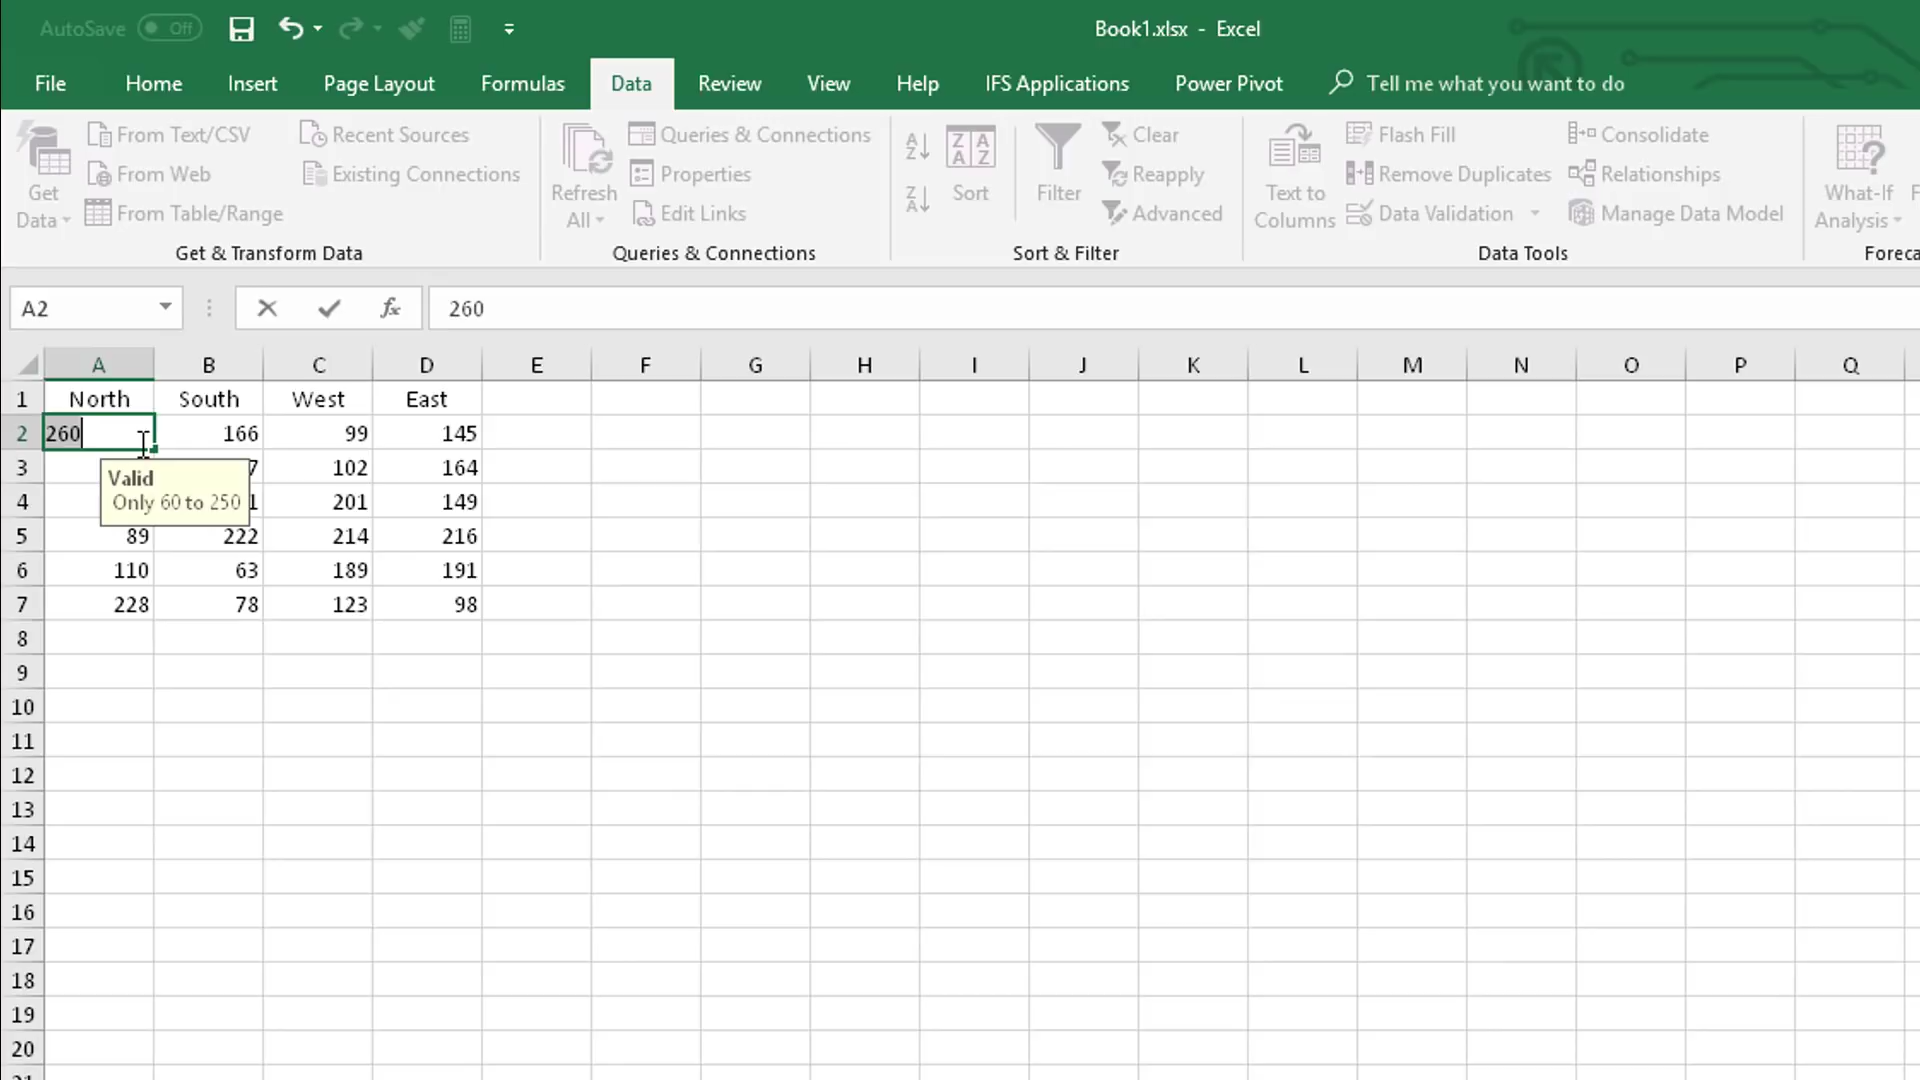 AutoSave Off Book1.xlsx - Excel
File Home Insert Page Layout Formulas Data Review View Help IFS Applications Power Pivot Tell me what you want to do
Get Data
From Text/CSV
From Web
From Table/Range
Recent Sources
Existing Connections
Get & Transform Data
Refresh All
Queries & Connections
Properties
Edit Links
Queries & Connections
Sort
Filter
Clear
Reapply
Advanced
Sort & Filter
Text to Columns
Flash Fill
Remove Duplicates
Data Validation
Consolidate
Relationships
Manage Data Model
Data Tools
What-If Analysis
A2 fx 260
A B C D E F G H I J K L M N O P Q
1 North South West East
2 260 166 99 145
3 7 102 164
4 1 201 149
Valid
Only 60 to 250
5 89 222 214 216
6 110 63 189 191
7 228 78 123 98
8
9
10
11
12
13
14
15
16
17
18
19
20